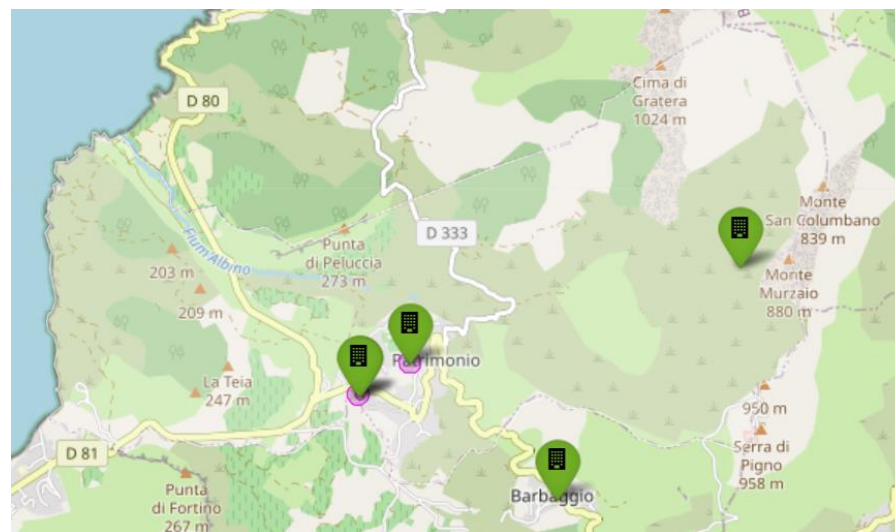 D 80
Cima di
Gratera
1024 m
Monte
San Columbano
839 m
D 333
Fium'Albino
Punta
di Peluccia
273 m
203 m
Monte
Murzaio
880 m
209 m
Patrimonio
La Teia
247 m
950 m
Serra di
Pigno
958 m
D 81
Punta
di Fortino
267 m
Barbaggio